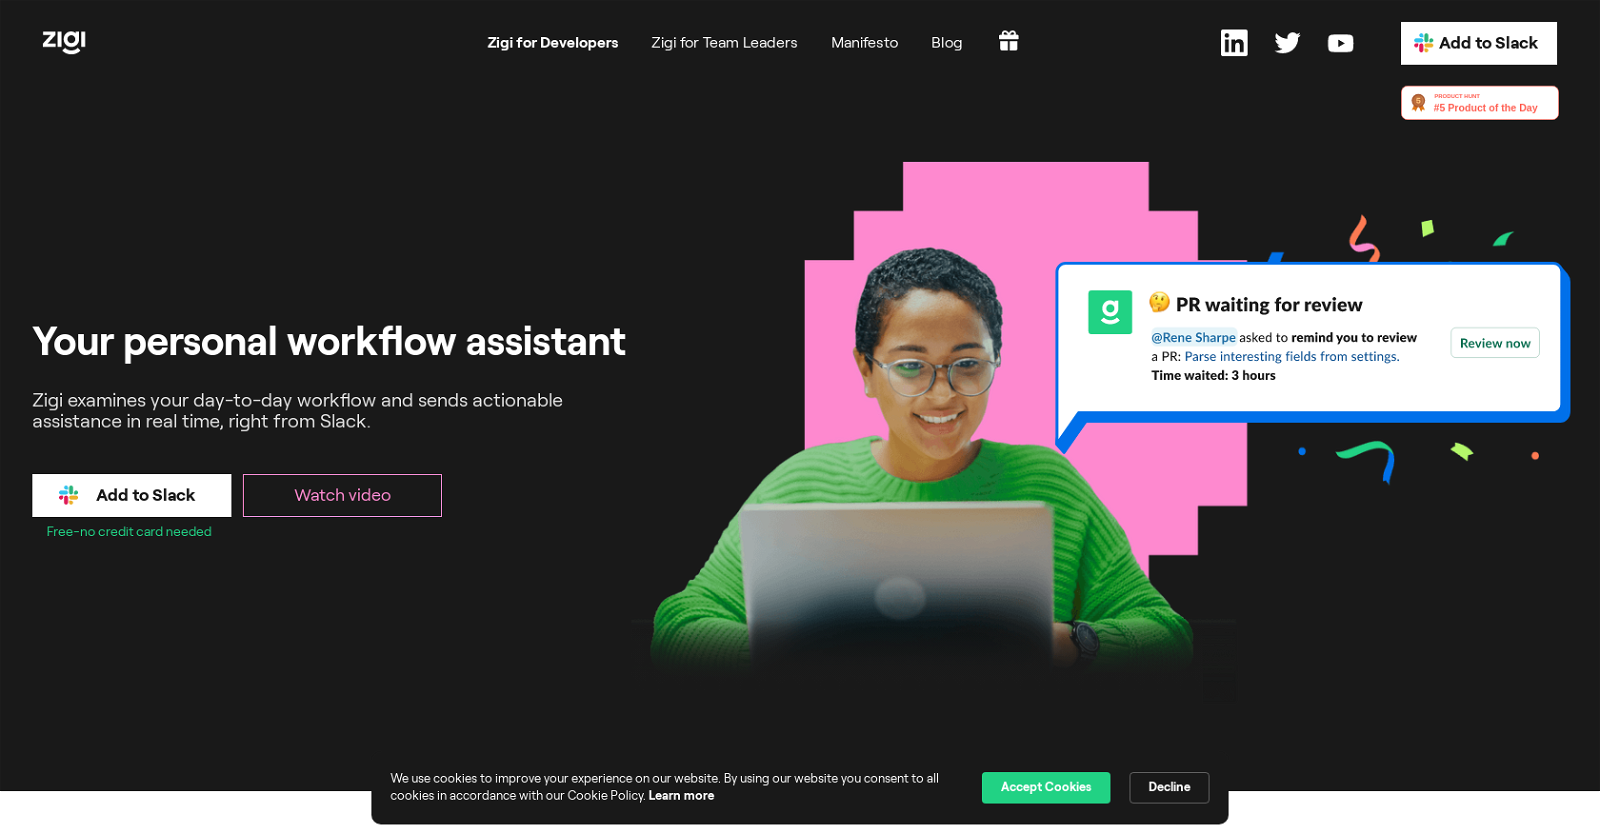 zigi
Zigi for Developers
Zigi for Team Leaders
Manifesto
Blog
in
Add to Slack
5
PRODUCT HUNT
#5 Product of the Day
Your personal workflow assistant
Zigi examines your day-to-day workflow and sends actionable
assistance in real time, right from Slack.
Add to Slack
Watch video
Free-no credit card needed
g
🤔 PR waiting for review
@Rene Sharpe asked to remind you to review
a PR: Parse interesting fields from settings.
Time waited: 3 hours
Review now
We use cookies to improve your experience on our website. By using our website you consent to all
cookies in accordance with our Cookie Policy. Learn more
Accept Cookies
Decline